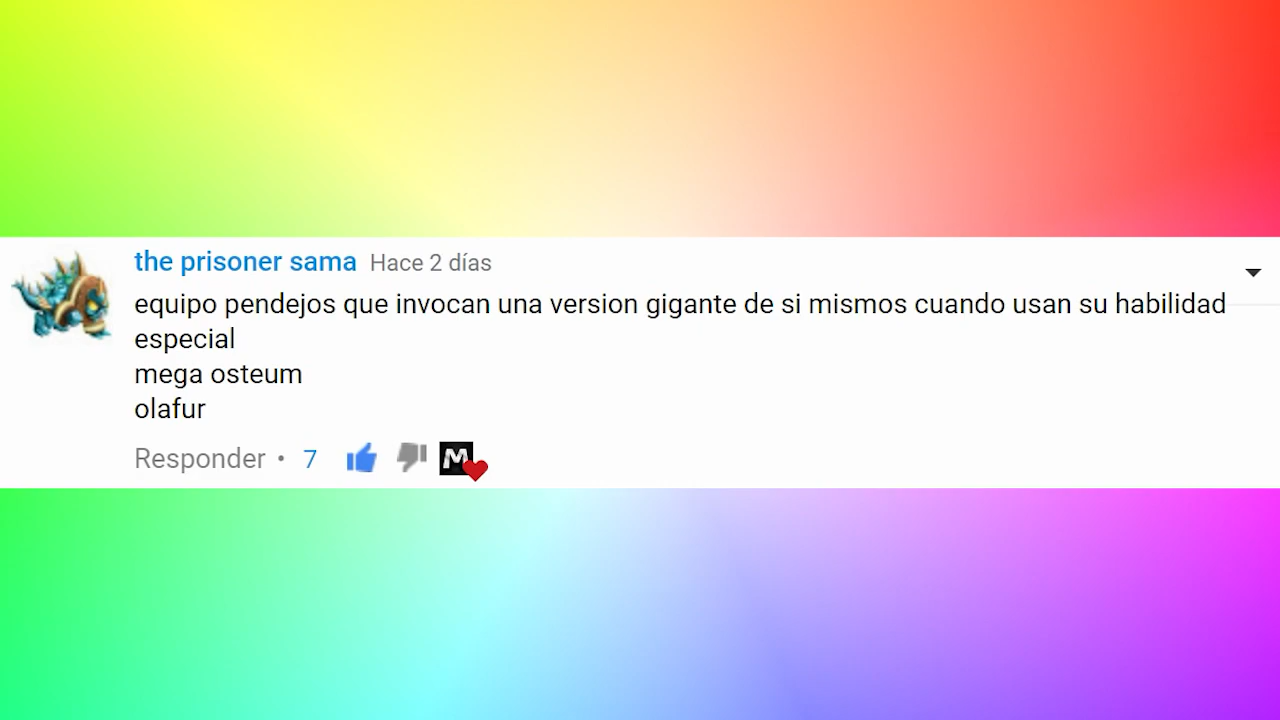 the prisoner sama Hace 2 días
equipo pendejos que invocan una version gigante de si mismos cuando usan su habilidad
especial
mega osteum
olafur
Responder • 7 M